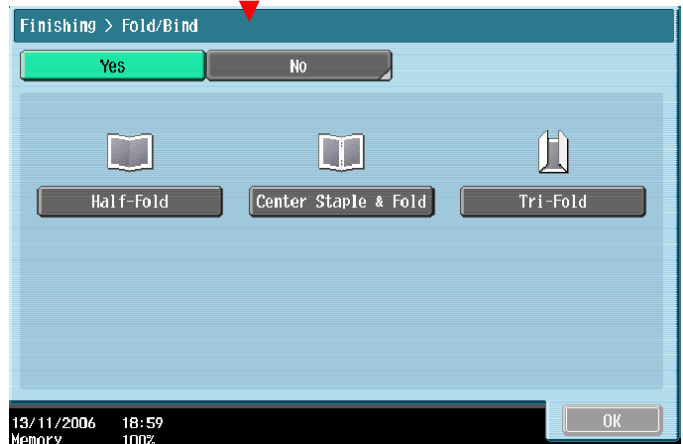 Finishing > Fold/Bind
Yes No
Half-Fold Center Staple & Fold Tri-Fold
13/11/2006 18:59
Memory 100%
OK